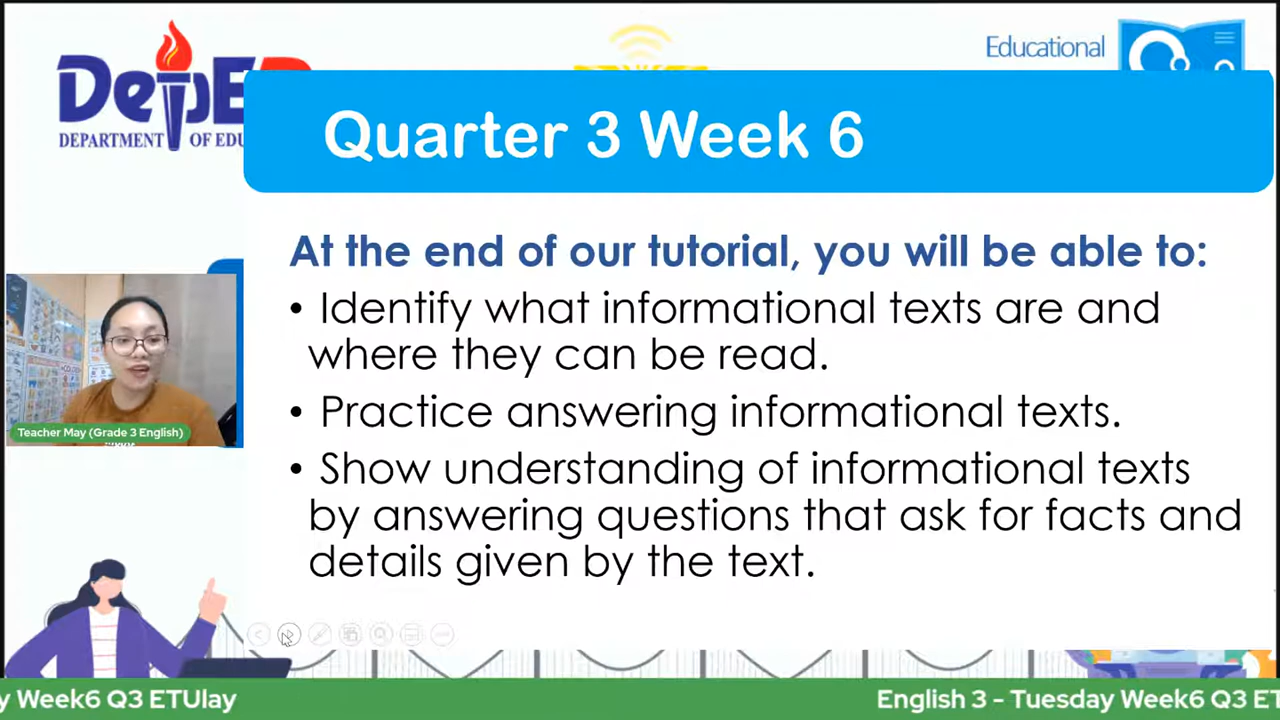 DepED
DEPARTMENT OF EDU
Educational
Quarter 3 Week 6
At the end of our tutorial, you will be able to:
• Identify what informational texts are and
where they can be read.
• Practice answering informational texts.
• Show understanding of informational texts
by answering questions that ask for facts and
details given by the text.
Teacher May (Grade 3 English)
y Week6 Q3 ETUlay
English 3 - Tuesday Week6 Q3 ET